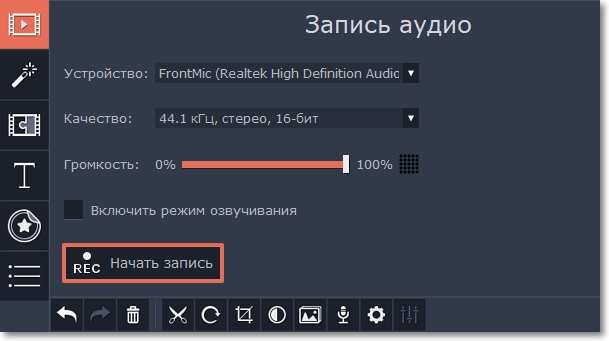 Запись аудио
Устройство: FrontMic (Realtek High Definition Audio
Качество: 44.1 кГц, стерео, 16-бит
Громкость: 0% 100%
Включить режим озвучивания
REC Начать запись